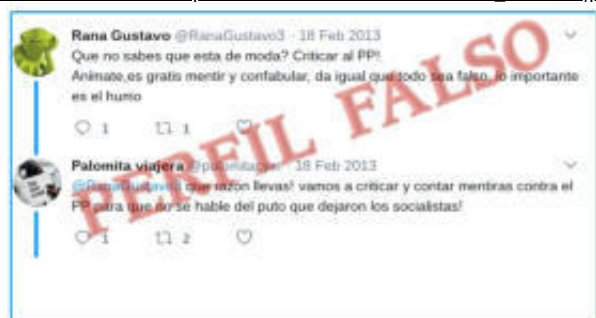 Rana Gustavo @RanaGustavo3 · 18 Feb 2013
Que no sabes que esta de moda? Criticar al PP!
Animate,es gratis mentir y confabular, da igual que todo sea falso, lo importante
es el humo
1 1
PERFIL FALSO
Palomita viajera 18 Feb 2013
@RanaGustavo3 que razón llevas! vamos a criticar y contar mentiras contra el
PP para que no se hable del puto que dejaron los socialistas!
1 2